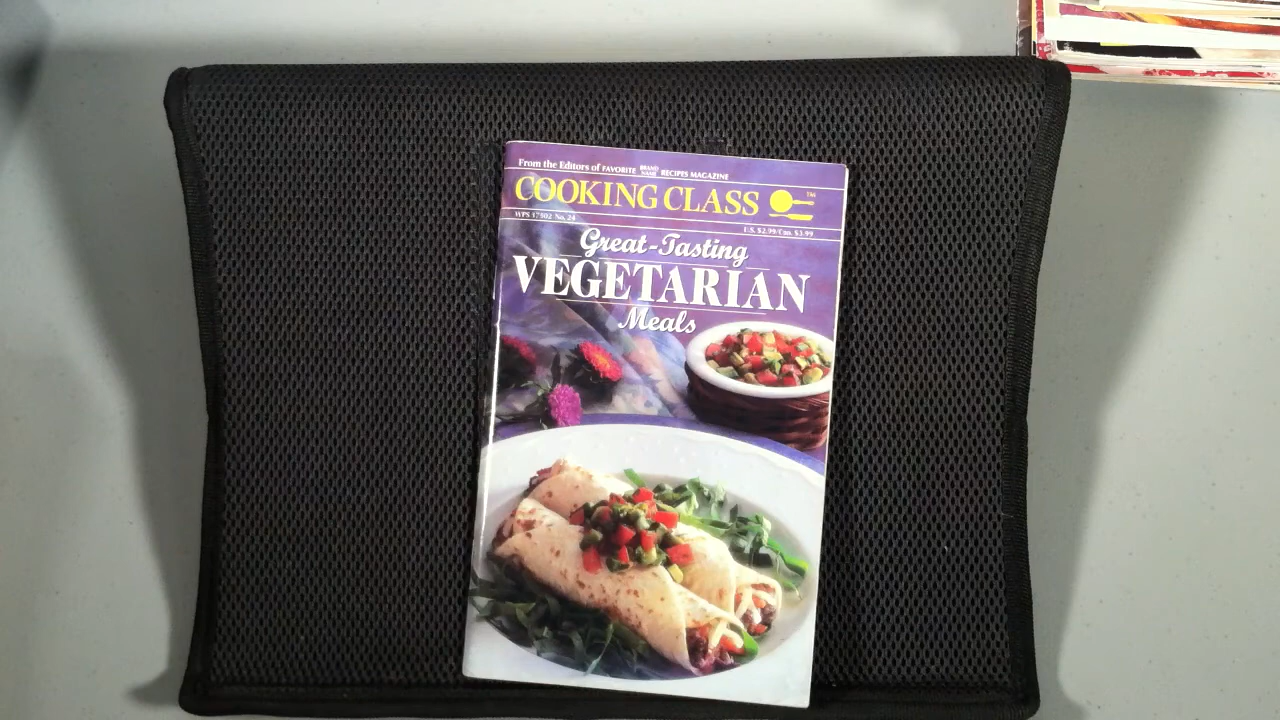 From the Editors of FAVORITE BRAND NAME RECIPES MAGAZINE
COOKING CLASS TM
WPS 17502 No. 24
U.S. $2.99/Can. $3.99
Great-Tasting
VEGETARIAN
Meals